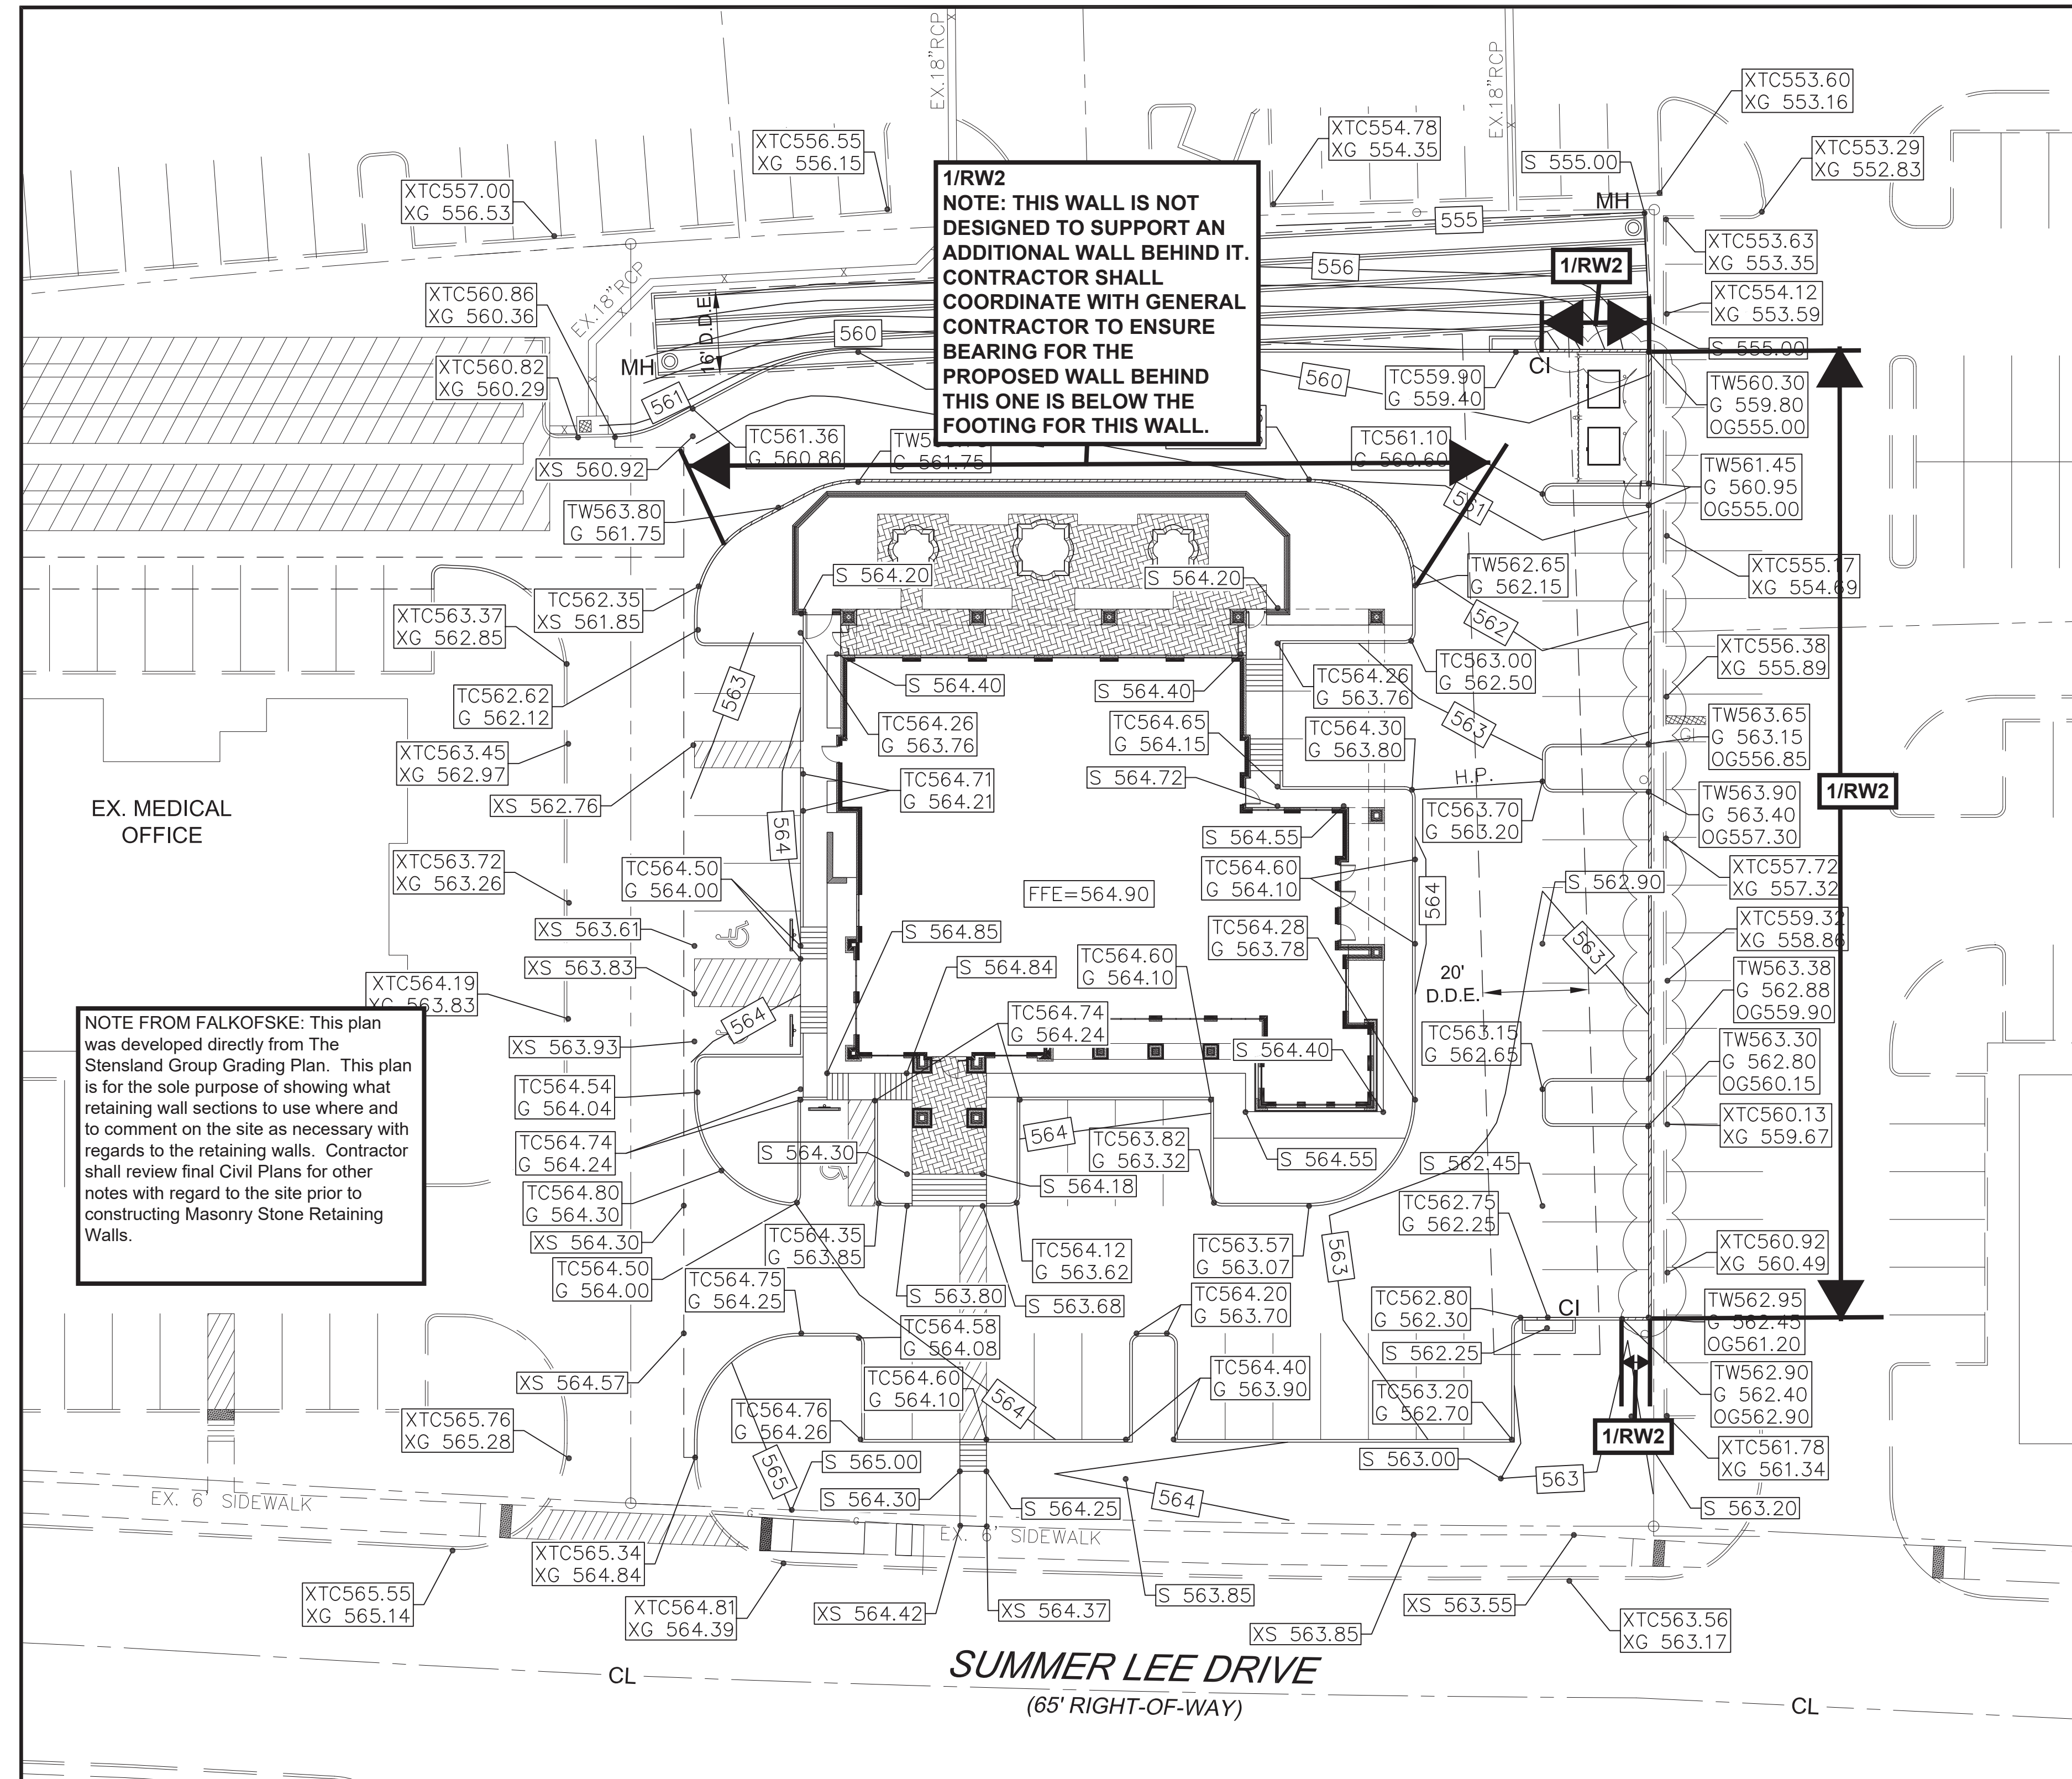 EX.18"RCP
EX.18"RCP
XTC553.60
XG 553.16
XTC554.78
XG 554.35
XTC556.55
XG 556.15
S 555.00
XTC553.29
XG 552.83
XTC557.00
XG 556.53
MH
555
1/RW2
NOTE: THIS WALL IS NOT
DESIGNED TO SUPPORT AN
ADDITIONAL WALL BEHIND IT.
CONTRACTOR SHALL
COORDINATE WITH GENERAL
CONTRACTOR TO ENSURE
BEARING FOR THE
PROPOSED WALL BEHIND
THIS ONE IS BELOW THE
FOOTING FOR THIS WALL.
XTC553.63
XG 553.35
556
1/RW2
XTC554.12
XG 553.59
EX.18"RCP
XTC560.86
XG 560.36
16' D.D.E.
560
MH
S 555.00
CI
XTC560.82
XG 560.29
561
560
TC559.90
G 559.40
TW560.30
G 559.80
OG555.00
TC561.36
G 560.86
G 561.75
TC561.10
G 560.60
XS 560.92
TW561.45
G 560.95
OG555.00
561
TW563.80
G 561.75
S 564.20
S 564.20
TW562.65
G 562.15
XTC555.17
XG 554.69
TC562.35
XS 561.85
XTC563.37
XG 562.85
562
XTC556.38
XG 555.89
TC563.00
G 562.50
TC564.26
G 563.76
S 564.40
S 564.40
563
TC562.62
G 562.12
TC564.26
G 563.76
TC564.65
G 564.15
TC564.30
G 563.80
563
TW563.65
G 563.15
OG556.85
XTC563.45
XG 562.97
TC564.71
G 564.21
S 564.72
H.P.
XS 562.76
TC563.70
G 563.20
TW563.90
G 563.40
OG557.30
1/RW2
EX. MEDICAL
OFFICE
564
S 564.55
XTC563.72
XG 563.26
TC564.50
G 564.00
TC564.60
G 564.10
XTC557.72
XG 557.32
S 562.90
FFE=564.90
564
XS 563.61
S 564.85
TC564.28
G 563.78
563
XTC559.32
XG 558.86
XS 563.83
S 564.84
TC564.60
G 564.10
20'
D.D.E.
TW563.38
G 562.88
OG559.90
XTC564.19
XG 563.83
564
TC564.74
G 564.24
NOTE FROM FALKOFSKE: This plan
was developed directly from The
Stensland Group Grading Plan. This plan
is for the sole purpose of showing what
retaining wall sections to use where and
to comment on the site as necessary with
regards to the retaining walls. Contractor
shall review final Civil Plans for other
notes with regard to the site prior to
constructing Masonry Stone Retaining
Walls.
XS 563.93
S 564.40
TC563.15
G 562.65
TW563.30
G 562.80
OG560.15
TC564.54
G 564.04
XTC560.13
XG 559.67
TC564.74
G 564.24
564
TC563.82
G 563.32
S 564.30
S 564.55
S 562.45
TC564.80
G 564.30
S 564.18
TC562.75
G 562.25
XS 564.30
TC564.35
G 563.85
TC564.12
G 563.62
TC563.57
G 563.07
563
XTC560.92
XG 560.49
TC564.50
G 564.00
TC564.75
G 564.25
S 563.80
S 563.68
TC564.20
G 563.70
TC562.80
G 562.30
CI
TW562.95
G 562.45
OG561.20
TC564.58
G 564.08
S 562.25
XS 564.57
TC564.60
G 564.10
564
TC564.40
G 563.90
TC563.20
G 562.70
TW562.90
G 562.40
OG562.90
XTC565.76
XG 565.28
TC564.76
G 564.26
1/RW2
565
S 565.00
S 563.00
563
XTC561.78
XG 561.34
EX. 6' SIDEWALK
S 564.30
S 564.25
564
S 563.20
EX. 6' SIDEWALK
XTC565.34
XG 564.84
XTC565.55
XG 565.14
XTC564.81
XG 564.39
XS 564.42
XS 564.37
S 563.85
XS 563.55
XS 563.85
XTC563.56
XG 563.17
SUMMER LEE DRIVE
(65' RIGHT-OF-WAY)
CL
CL